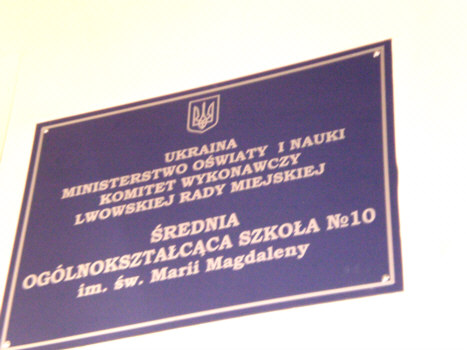 UKRAINA
MINISTERSTWO OŚWIATY I NAUKI
KOMITET WYKONAWCZY
LWOWSKIEJ RADY MIEJSKIEJ
ŚREDNIA
OGÓLNOKSZTAŁCĄCA SZKOŁA №10
im. św. Marii Magdaleny